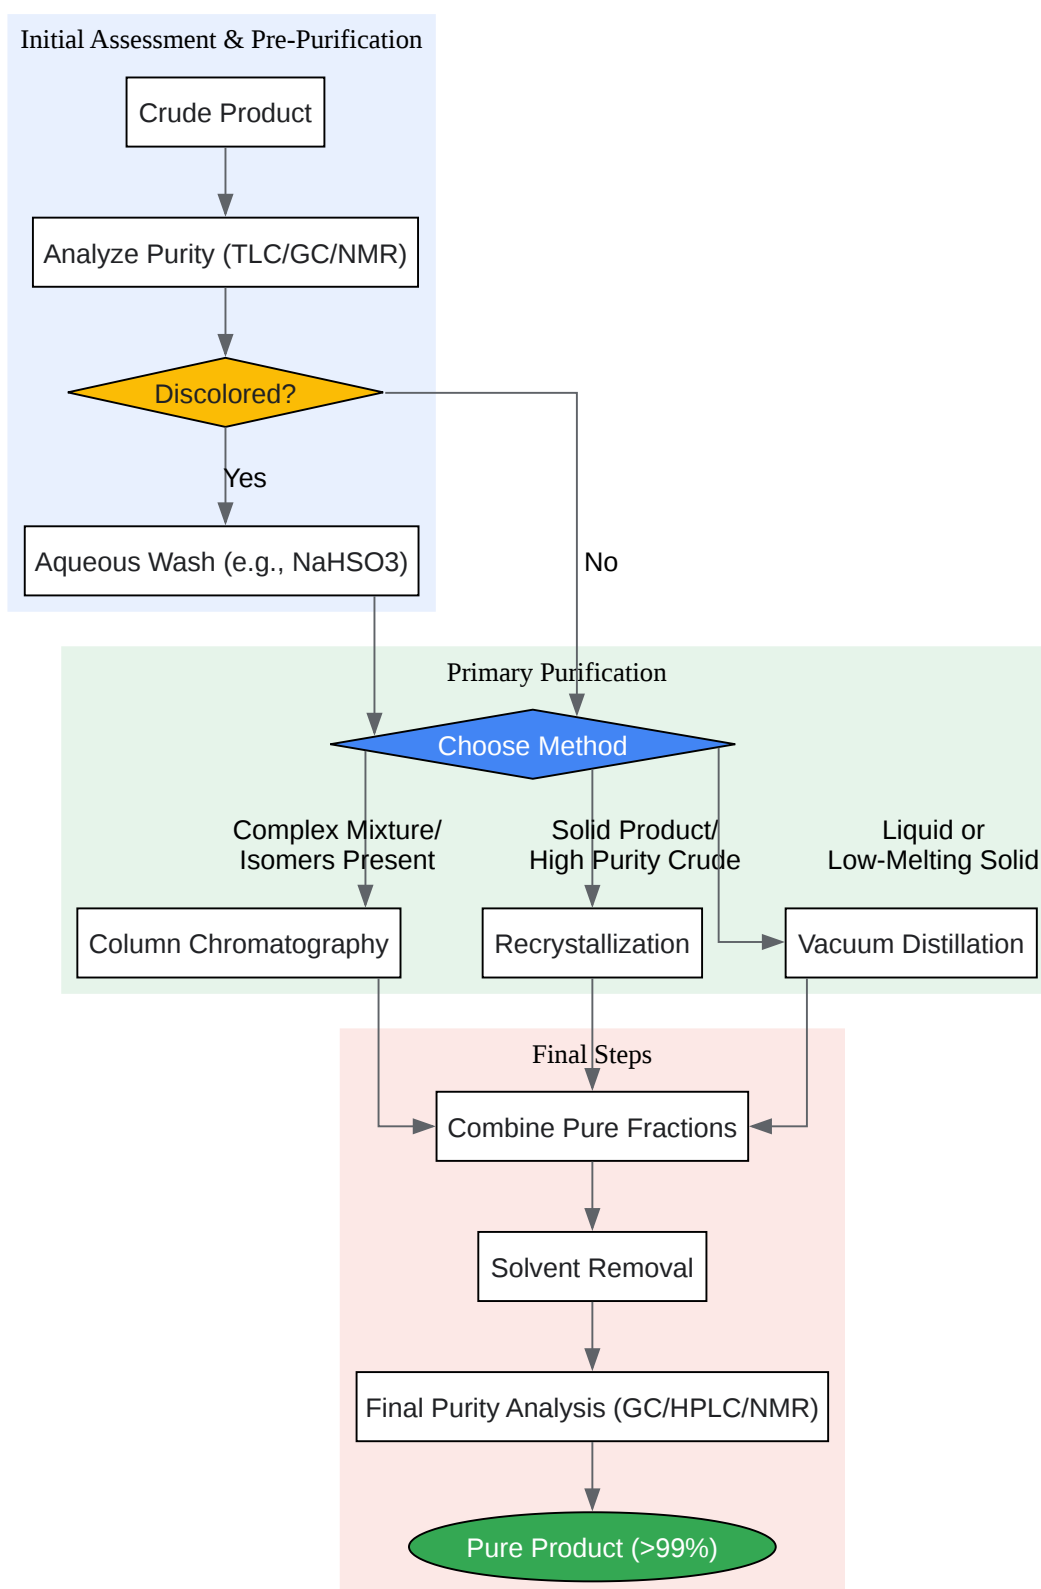 Initial Assessment & Pre-Purification
Crude Product
Analyze Purity (TLC/GC/NMR)
Discolored?
Yes
Aqueous Wash (e.g., NaHSO3)
No
Primary Purification
Choose Method
Complex Mixture/
Isomers Present
Solid Product/
High Purity Crude
Liquid or
Low-Melting Solid
Column Chromatography
Recrystallization
Vacuum Distillation
Final Steps
Combine Pure Fractions
Solvent Removal
Final Purity Analysis (GC/HPLC/NMR)
Pure Product (>99%)